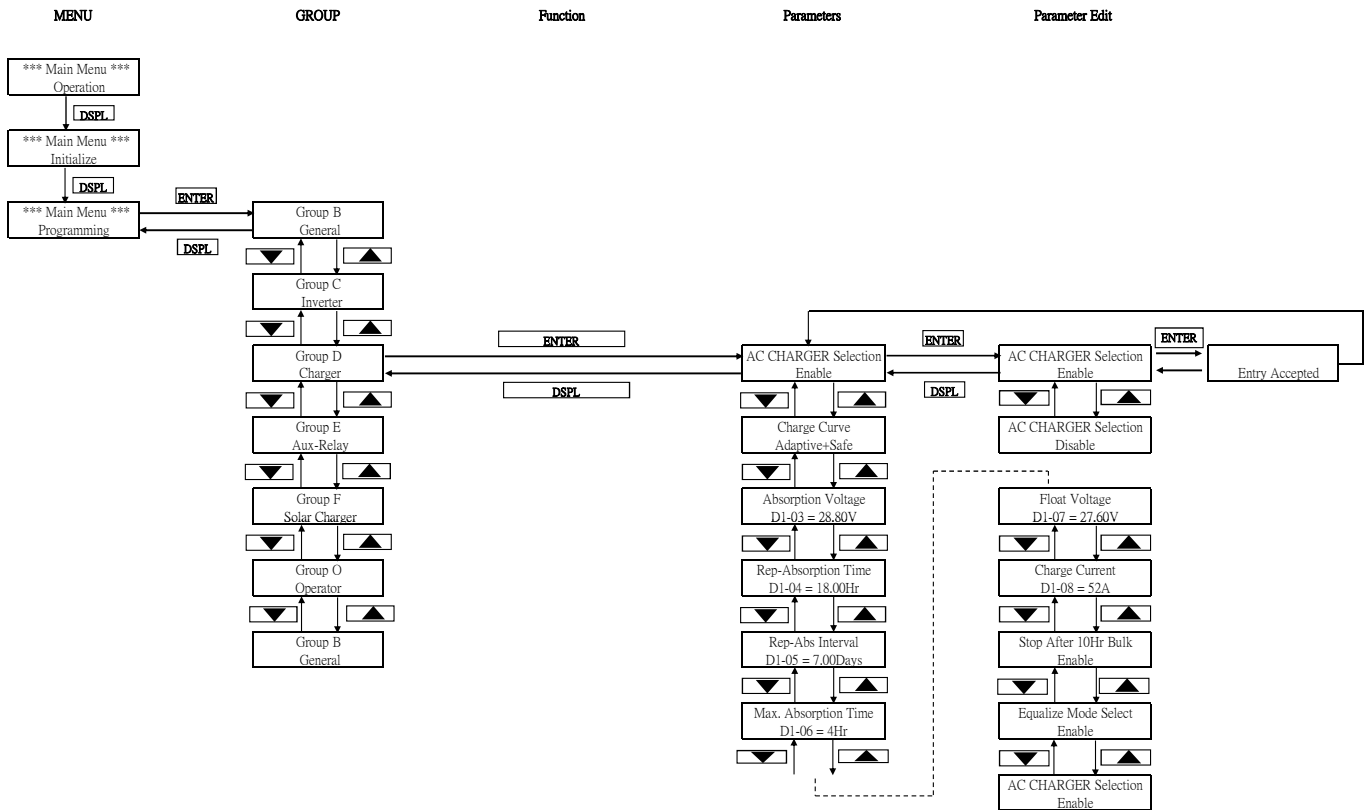 MENU
GROUP
Function
Parameters
Parameter Edit
*** Main Menu ***
Operation
DSPL
*** Main Menu ***
Initialize
DSPL
*** Main Menu ***
Programming
ENTER
DSPL
Group B
General
Group C
Inverter
Group D
Charger
Group E
Aux-Relay
Group F
Solar Charger
Group O
Operator
Group B
General
ENTER
DSPL
AC CHARGER Selection
Enable
Charge Curve
Adaptive+Safe
Absorption Voltage
D1-03 = 28.80V
Rep-Absorption Time
D1-04 = 18.00Hr
Rep-Abs Interval
D1-05 = 7.00Days
Max. Absorption Time
D1-06 = 4Hr
ENTER
DSPL
AC CHARGER Selection
Enable
AC CHARGER Selection
Disable
ENTER
Entry Accepted
Float Voltage
D1-07 = 27.60V
Charge Current
D1-08 = 52A
Stop After 10Hr Bulk
Enable
Equalize Mode Select
Enable
AC CHARGER Selection
Enable